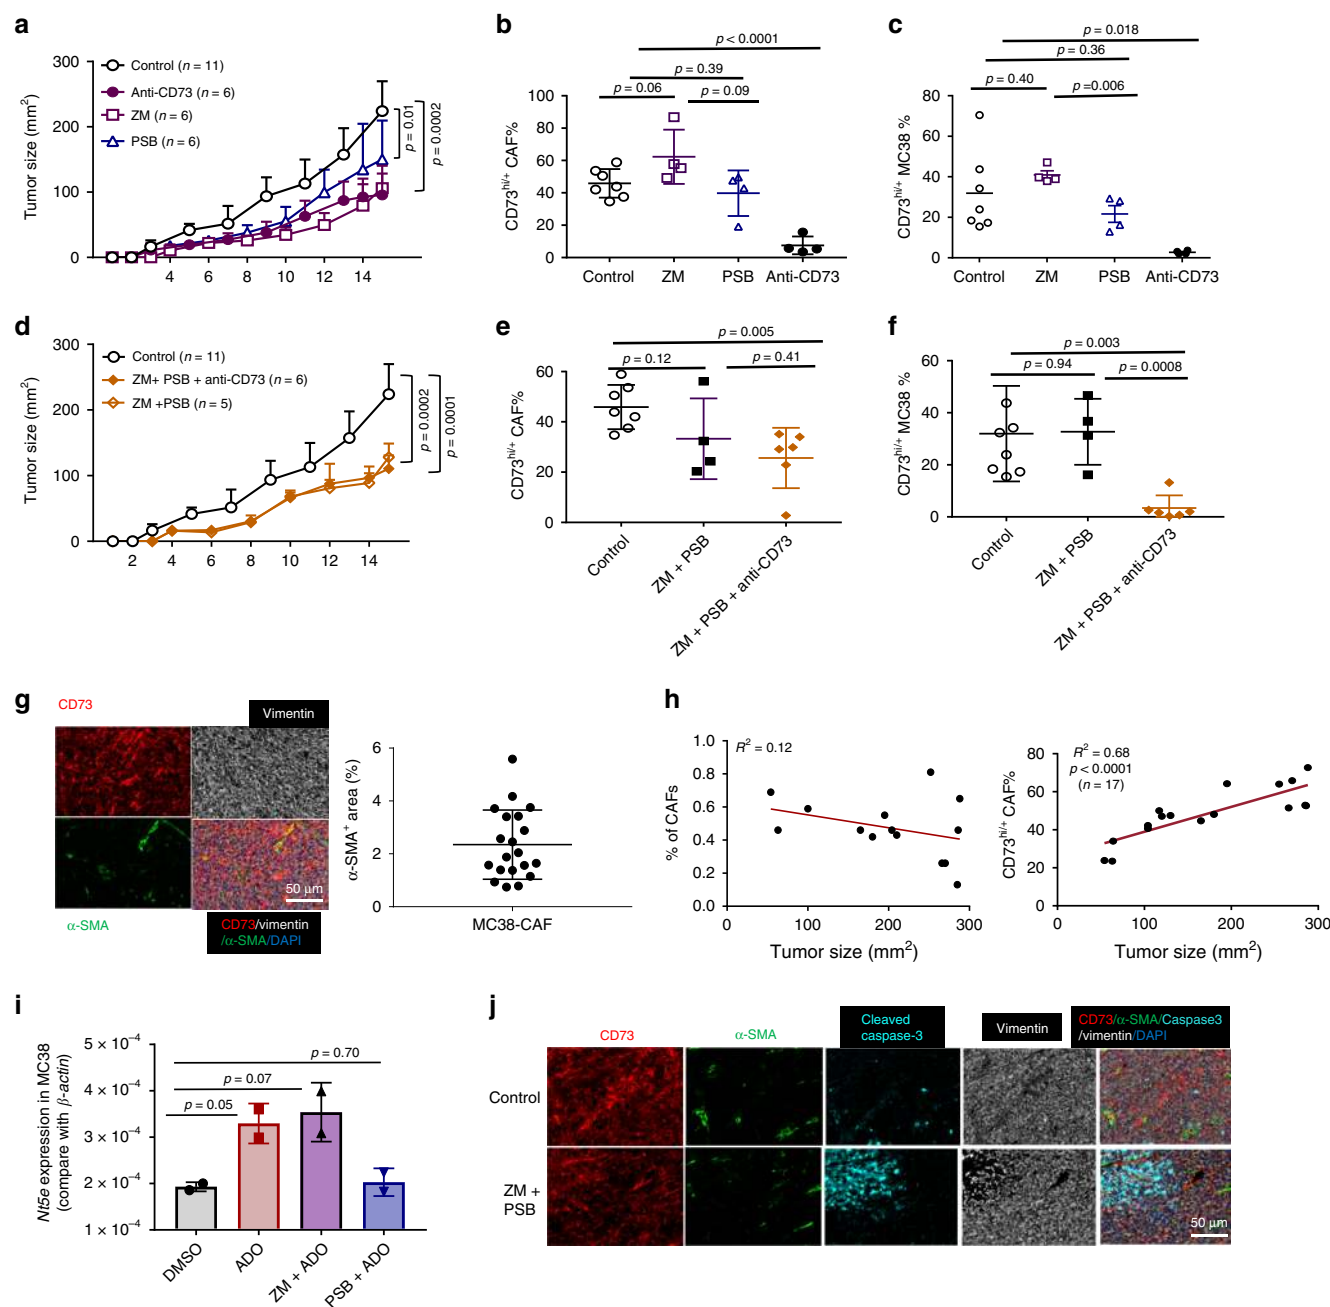 a
Tumor size (mm²)
300
200
100
0
4 6 8 10 12 14
Control (n = 11)
Anti-CD73 (n = 6)
ZM (n = 6)
PSB (n = 6)
p = 0.01
p = 0.0002
b
CD73hi/+ CAF%
p < 0.0001
p = 0.39
p = 0.06
p = 0.09
100
80
60
40
20
0
Control ZM PSB Anti-CD73
c
CD73hi/+ MC38 %
p = 0.018
p = 0.36
p = 0.40
p =0.006
80
60
40
20
0
Control ZM PSB Anti-CD73
d
Tumor size (mm²)
300
200
100
0
2 4 6 8 10 12 14
Control (n = 11)
ZM+ PSB + anti-CD73 (n = 6)
ZM +PSB (n = 5)
p = 0.0002
p = 0.0001
e
CD73hi/+ CAF%
p = 0.005
p = 0.12
p = 0.41
60
40
20
0
Control
ZM + PSB
ZM + PSB + anti-CD73
f
CD73hi/+ MC38 %
p = 0.003
p = 0.94
p = 0.0008
60
40
20
0
Control
ZM + PSB
ZM + PSB + anti-CD73
g
CD73
Vimentin
50 μm
α-SMA
CD73/vimentin
/α-SMA/DAPI
α-SMA+ area (%)
6
4
2
0
MC38-CAF
h
% of CAFs
R² = 0.12
1.0
0.8
0.6
0.4
0.2
0.0
0 100 200 300
Tumor size (mm²)
CD73hi/+ CAF%
R² = 0.68
p < 0.0001
(n = 17)
80
60
40
20
0
0 100 200 300
Tumor size (mm²)
i
Nt5e expression in MC38
(compare with β-actin)
5 × 10⁻⁴
4 × 10⁻⁴
3 × 10⁻⁴
2 × 10⁻⁴
1 × 10⁻⁴
p = 0.70
p = 0.07
p = 0.05
DMSO
ADO
ZM + ADO
PSB + ADO
j
CD73
α-SMA
Cleaved
caspase-3
Vimentin
CD73/α-SMA/Caspase3
/vimentin/DAPI
Control
ZM +
PSB
50 μm